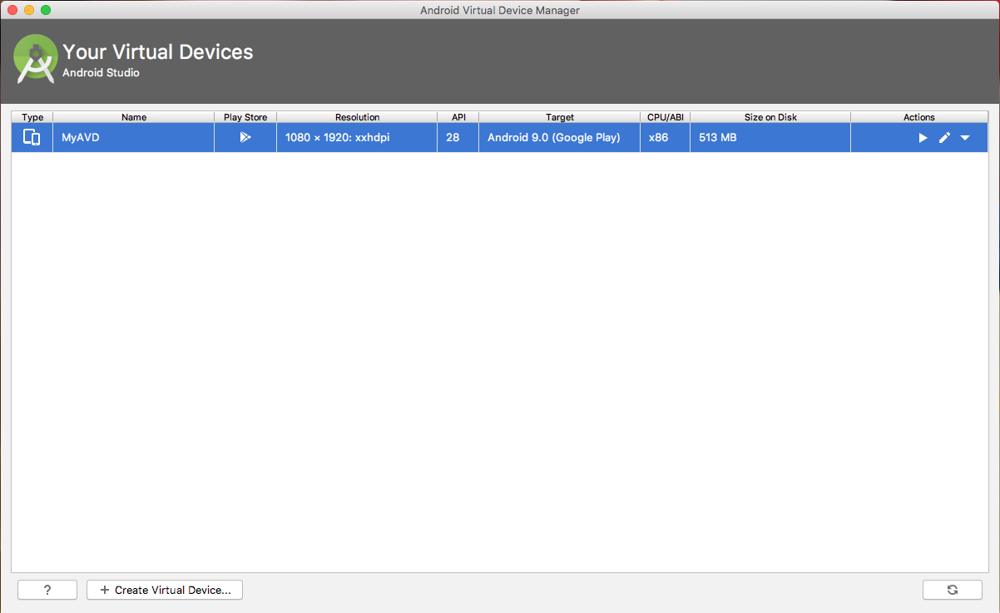 Android Virtual Device Manager
Your Virtual Devices
Android Studio
Type Name Play Store Resolution API Target CPU/ABI Size on Disk Actions
MyAVD 1080 × 1920: xxhdpi 28 Android 9.0 (Google Play) x86 513 MB
? + Create Virtual Device...